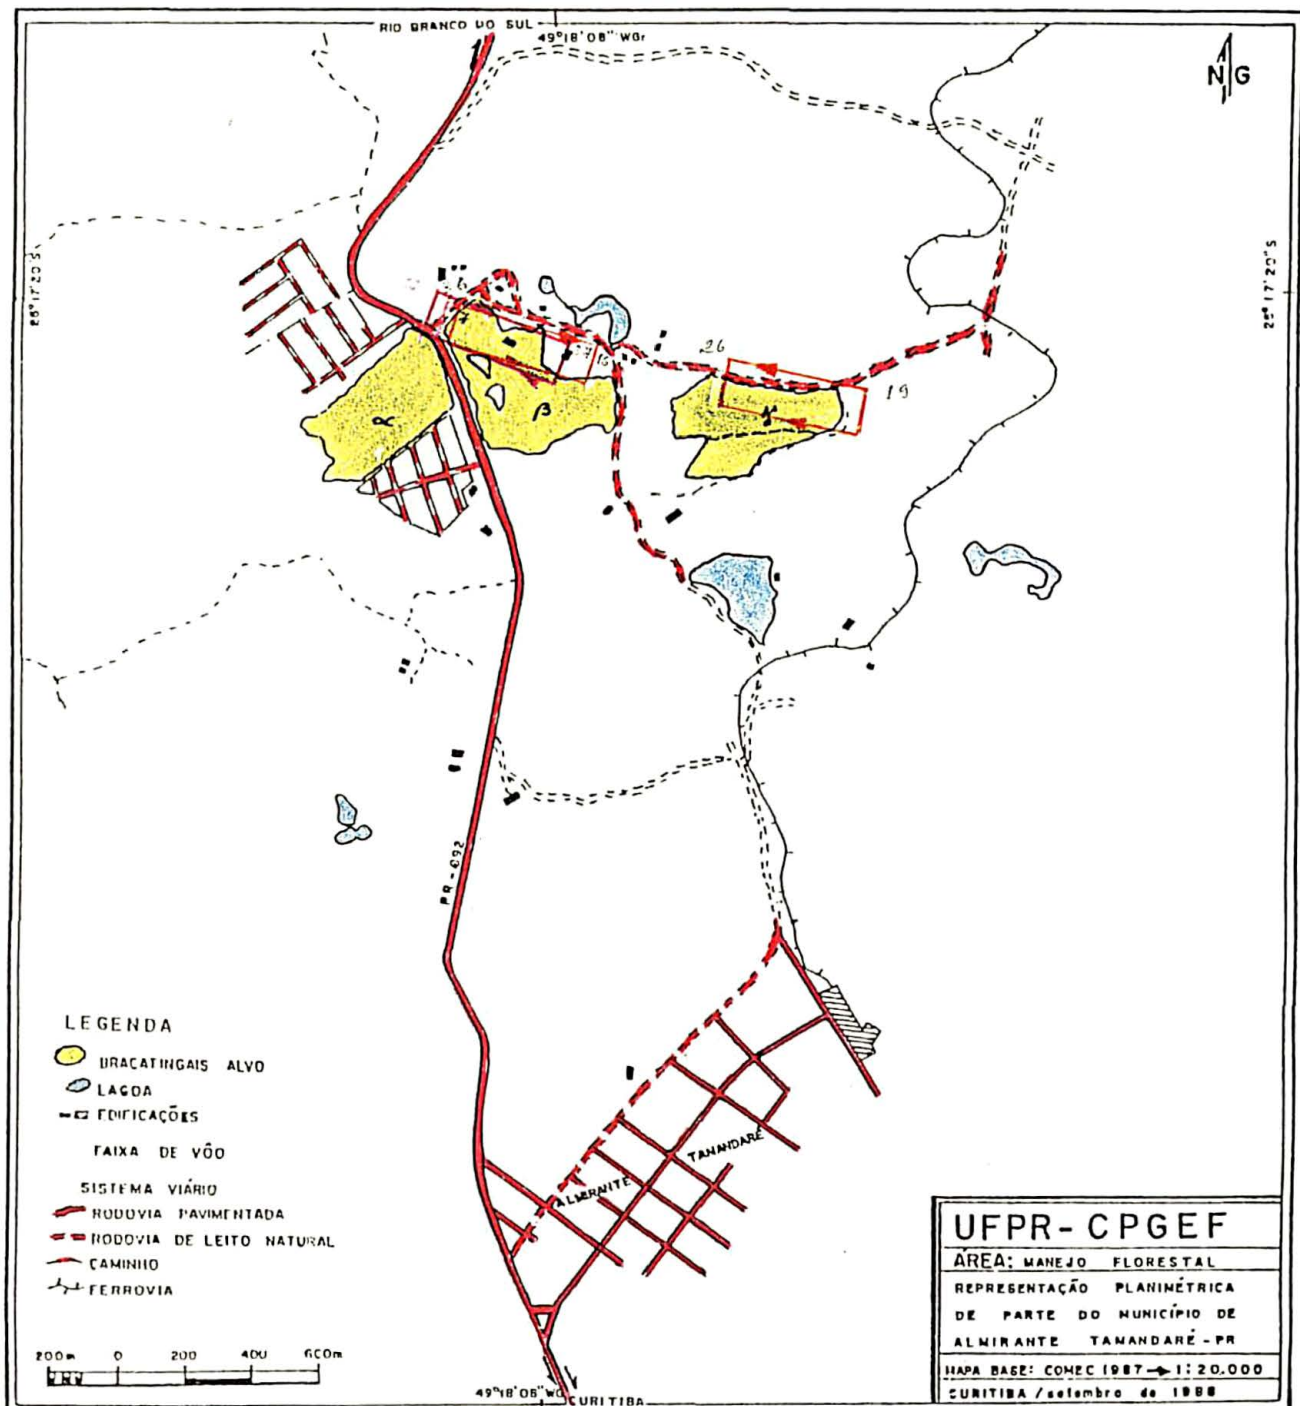 RIO BRANCO DO SUL
49°18'08" WGr
N G
25°17'20"S
25°17'20"S
6
7
26
19
α
β
γ
PR-092
LEGENDA
BRACATINGAIS ALVO
LAGOA
EDIFICAÇÕES
FAIXA DE VÔO
SISTEMA VIÁRIO
RODOVIA PAVIMENTADA
RODOVIA DE LEITO NATURAL
CAMINHO
FERROVIA
ALMIRANTE TAMANDARÉ
200m 0 200 400 600m
49°18'08" WG
CURITIBA
UFPR-CPGEF
ÁREA: MANEJO FLORESTAL
REPRESENTAÇÃO PLANIMÉTRICA
DE PARTE DO MUNICÍPIO DE
ALMIRANTE TAMANDARÉ-PR
MAPA BASE: COMEC 1987→1:20.000
CURITIBA / setembro de 1988